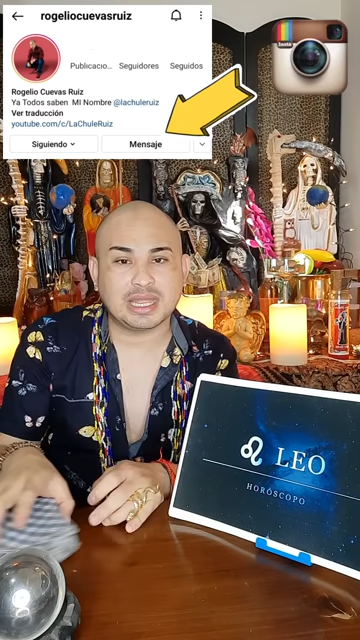 rogeliocuevasruiz
Publicacio... Seguidores Seguidos
Rogelio Cuevas Ruiz
Ya Todos saben MI Nombre @lachuleruiz
Ver traducción
youtube.com/c/LaChuleRuiz
Siguiendo Mensaje
Insta
LEO
HORÓSCOPO